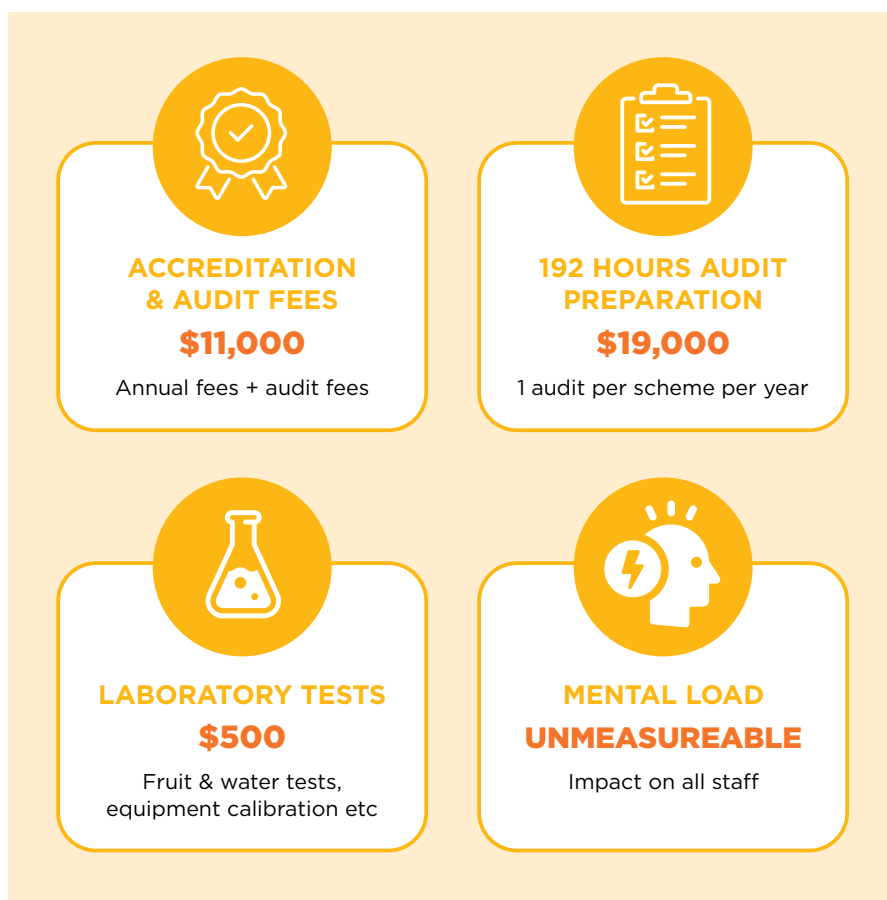 ACCREDITATION
& AUDIT FEES
$11,000
Annual fees + audit fees
192 HOURS AUDIT
PREPARATION
$19,000
1 audit per scheme per year
LABORATORY TESTS
$500
Fruit & water tests,
equipment calibration etc
MENTAL LOAD
UNMEASUREABLE
Impact on all staff